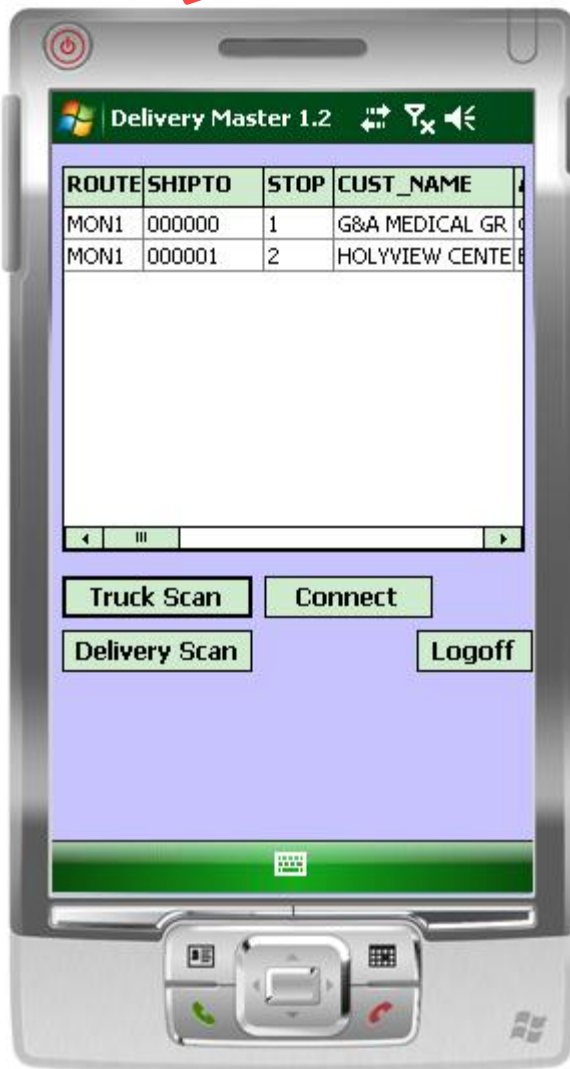 Delivery Master 1.2
ROUTE SHIPTO STOP CUST_NAME
MON1 000000 1 G&A MEDICAL GR
MON1 000001 2 HOLYVIEW CENTE
Truck Scan Connect
Delivery Scan Logoff